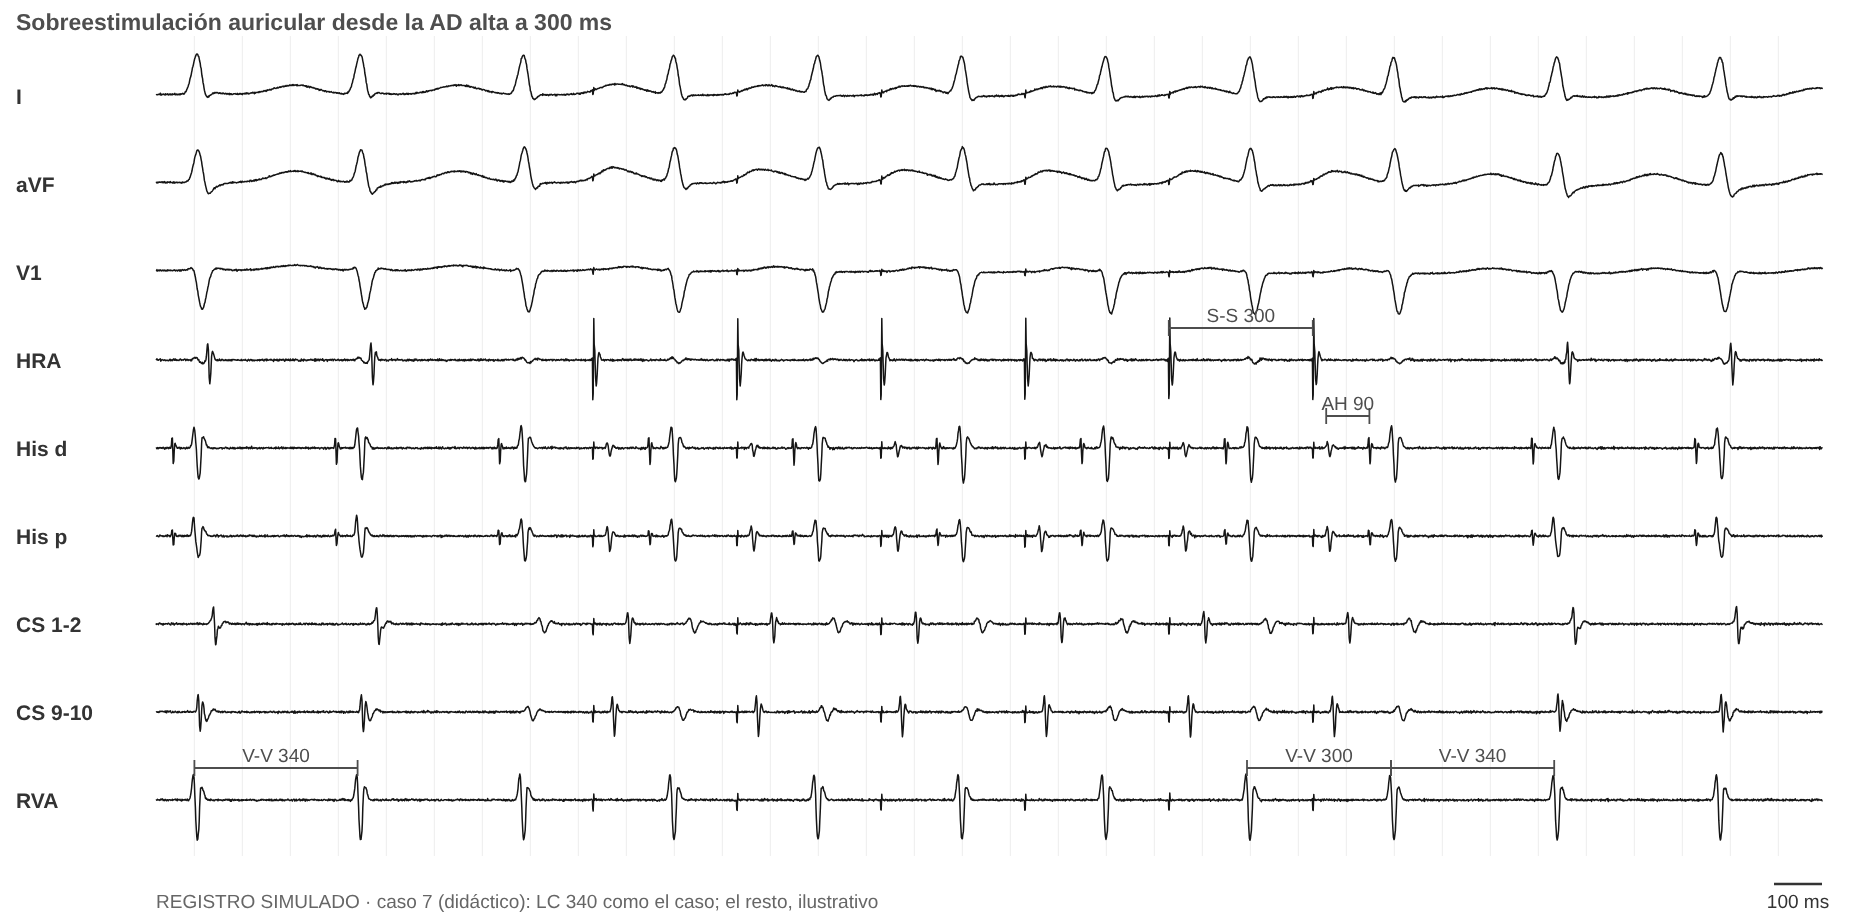 Sobreestimulación auricular desde la AD alta a 300 ms
I
aVF
V1
S-S 300
HRA
AH 90
His d
His p
CS 1-2
CS 9-10
V-V 340
V-V 300
V-V 340
RVA
REGISTRO SIMULADO · caso 7 (didáctico): LC 340 como el caso; el resto, ilustrativo
100 ms